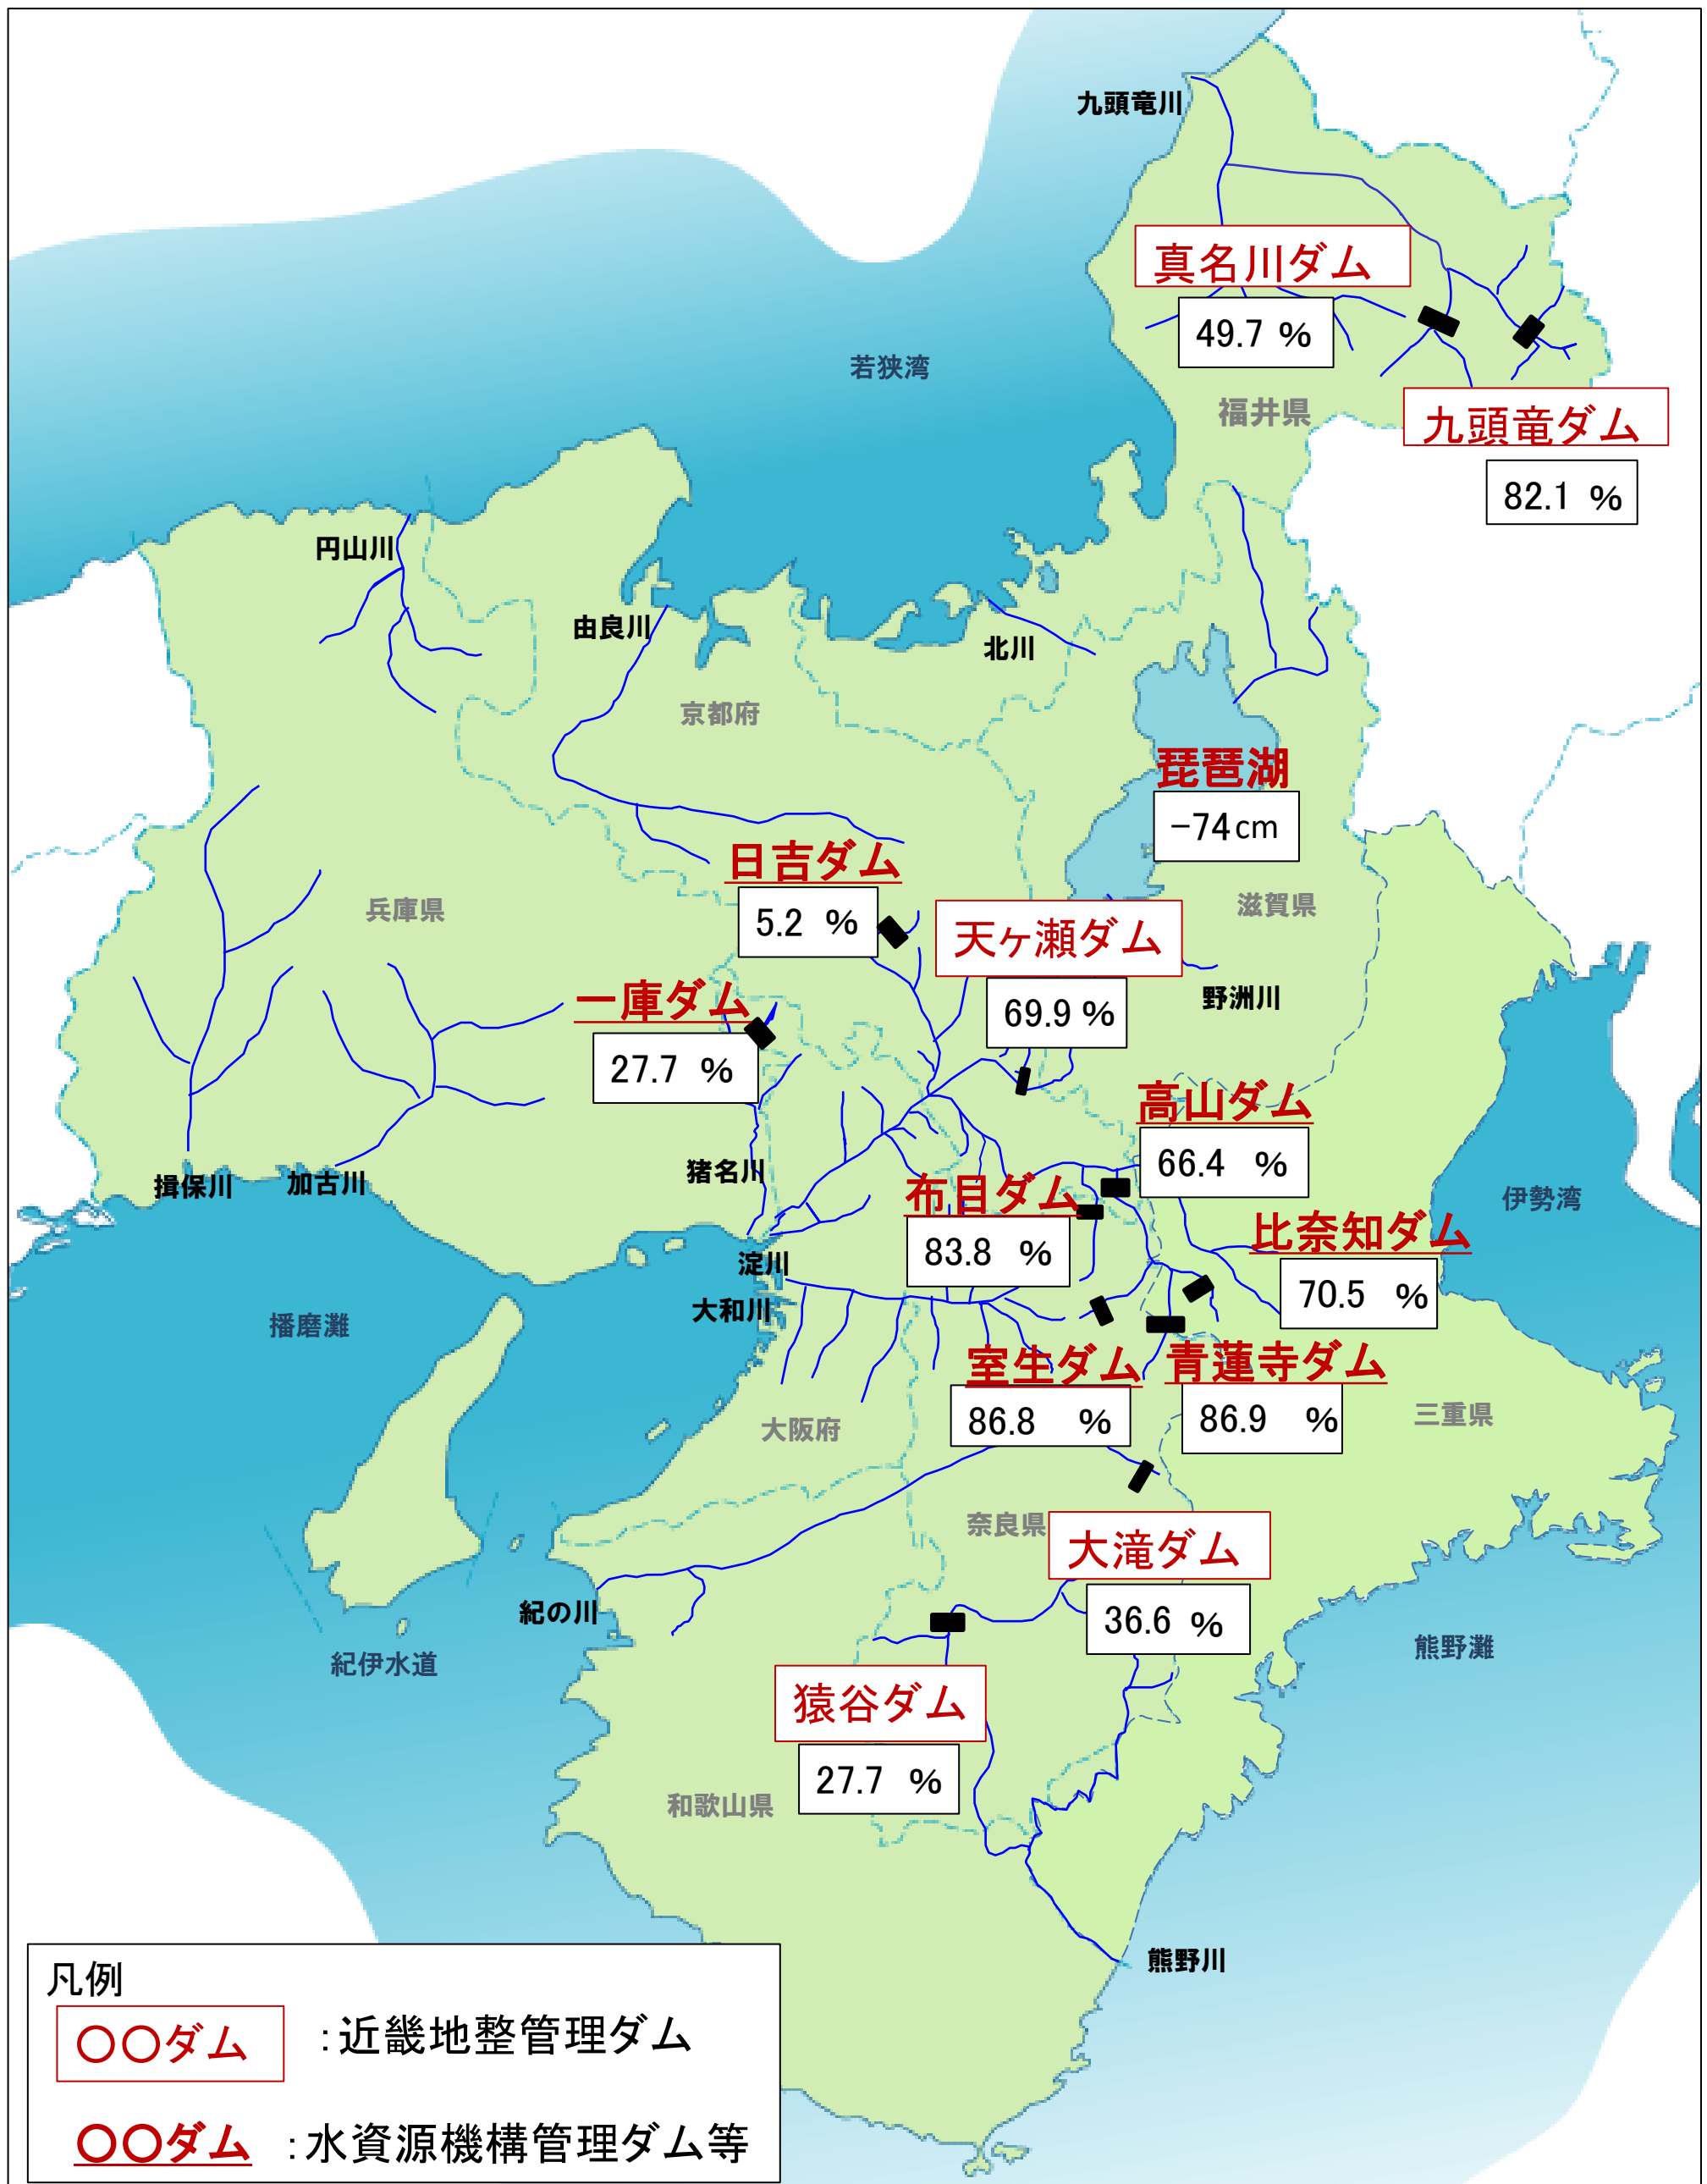 九頭竜川
真名川ダム
49.7 %
若狭湾
福井県
九頭竜ダム
82.1 %
円山川
由良川
北川
京都府
琵琶湖
−74cm
日吉ダム
5.2 %
兵庫県
滋賀県
天ヶ瀬ダム
69.9 %
野洲川
一庫ダム
27.7 %
高山ダム
66.4 %
猪名川
揖保川
加古川
布目ダム
83.8 %
伊勢湾
比奈知ダム
70.5 %
淀川
大和川
播磨灘
室生ダム
86.8 %
青蓮寺ダム
86.9 %
大阪府
三重県
奈良県
大滝ダム
36.6 %
紀の川
紀伊水道
熊野灘
猿谷ダム
27.7 %
和歌山県
熊野川
凡例
○○ダム :近畿地整管理ダム
○○ダム :水資源機構管理ダム等